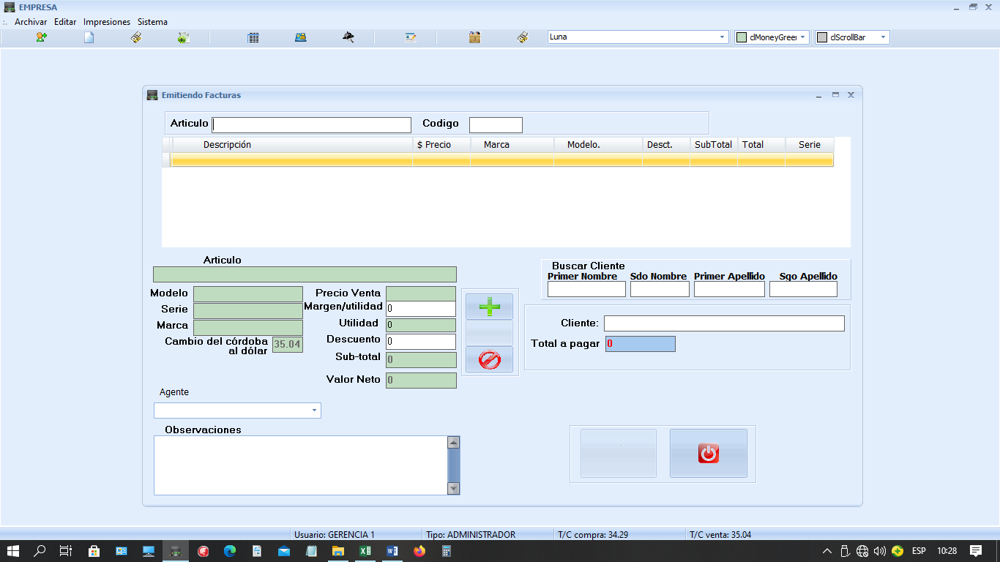 EMPRESA
Archivar Editar Impresiones Sistema
Luna clMoneyGreen clScrollBar
Emitiendo Facturas
Articulo Codigo
Descripción $ Precio Marca Modelo. Desct. SubTotal Total Serie
Articulo
Buscar Cliente
Primer Nombre Sdo Nombre Primer Apellido Sgo Apellido
Modelo Precio Venta
Margen/utilidad 0
Serie
Utilidad 0
Marca
Cliente:
Cambio del córdoba al dólar 35.04
Descuento 0
Total a pagar 0
Sub-total 0
Valor Neto 0
Agente
Observaciones
Usuario: GERENCIA 1 Tipo: ADMINISTRADOR T/C compra: 34.29 T/C venta: 35.04
ESP 10:28